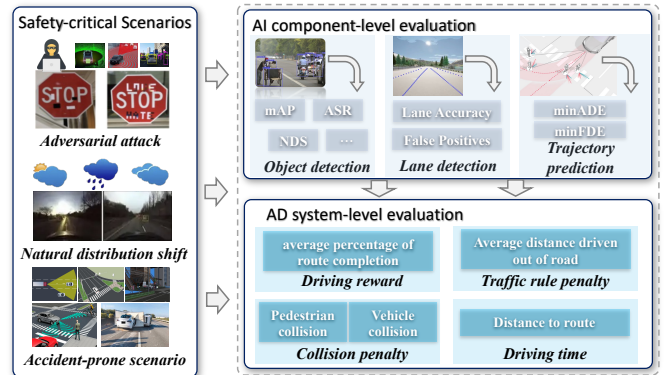 Safety-critical Scenarios
STOP
STOP
Adversarial attack
Natural distribution shift
Accident-prone scenario
AI component-level evaluation
mAP
ASR
NDS
...
Object detection
Lane Accuracy
False Positives
Lane detection
minADE
minFDE
Trajectory
prediction
AD system-level evaluation
average percentage of
route completion
Driving reward
Average distance driven
out of road
Traffic rule penalty
Pedestrian
collision
Vehicle
collision
Collision penalty
Distance to route
Driving time